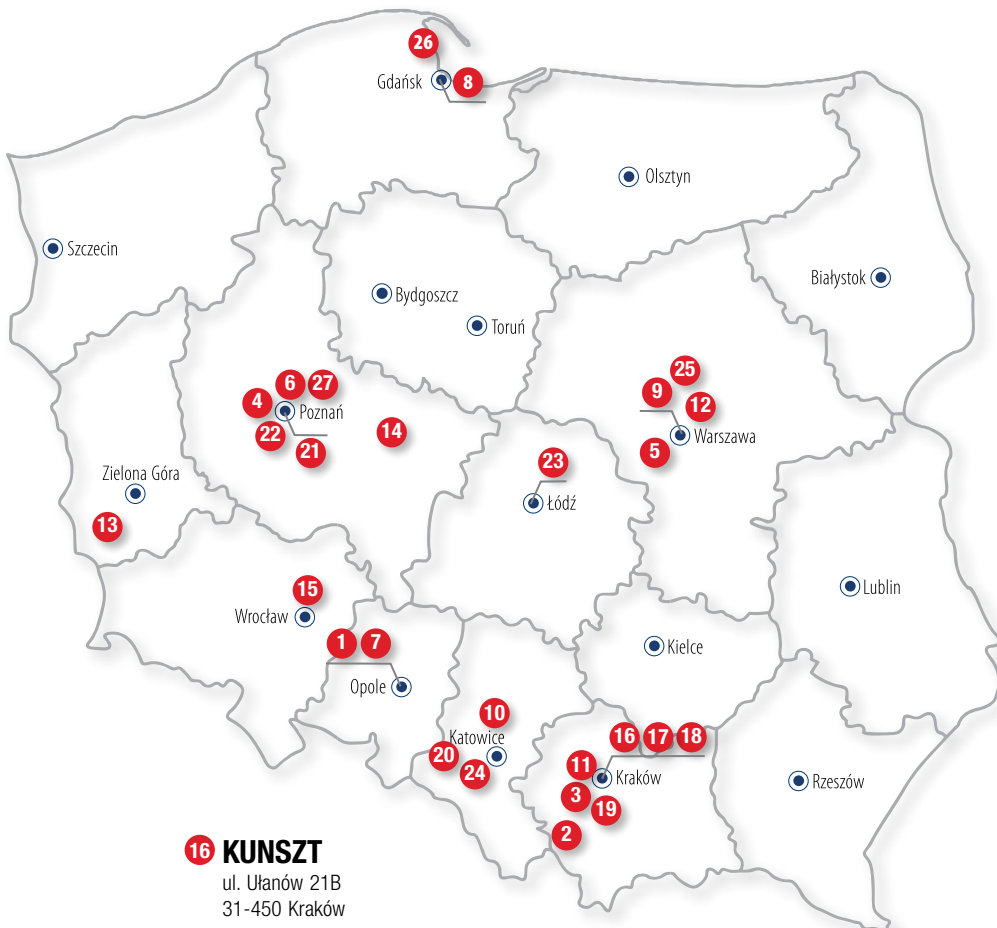 26
Gdańsk 8
Olsztyn
Szczecin
Białystok
Bydgoszcz
Toruń
25
6 27
9
4 Poznań
12
22
14
Warszawa
21
5
23
Zielona Góra
Łódź
13
15
Lublin
Wrocław
1 7
Kielce
Opole
10
16 17 18
Katowice
20
11
24
Kraków
Rzeszów
3
19
2
16 KUNSZT
ul. Ułanów 21B
31-450 Kraków